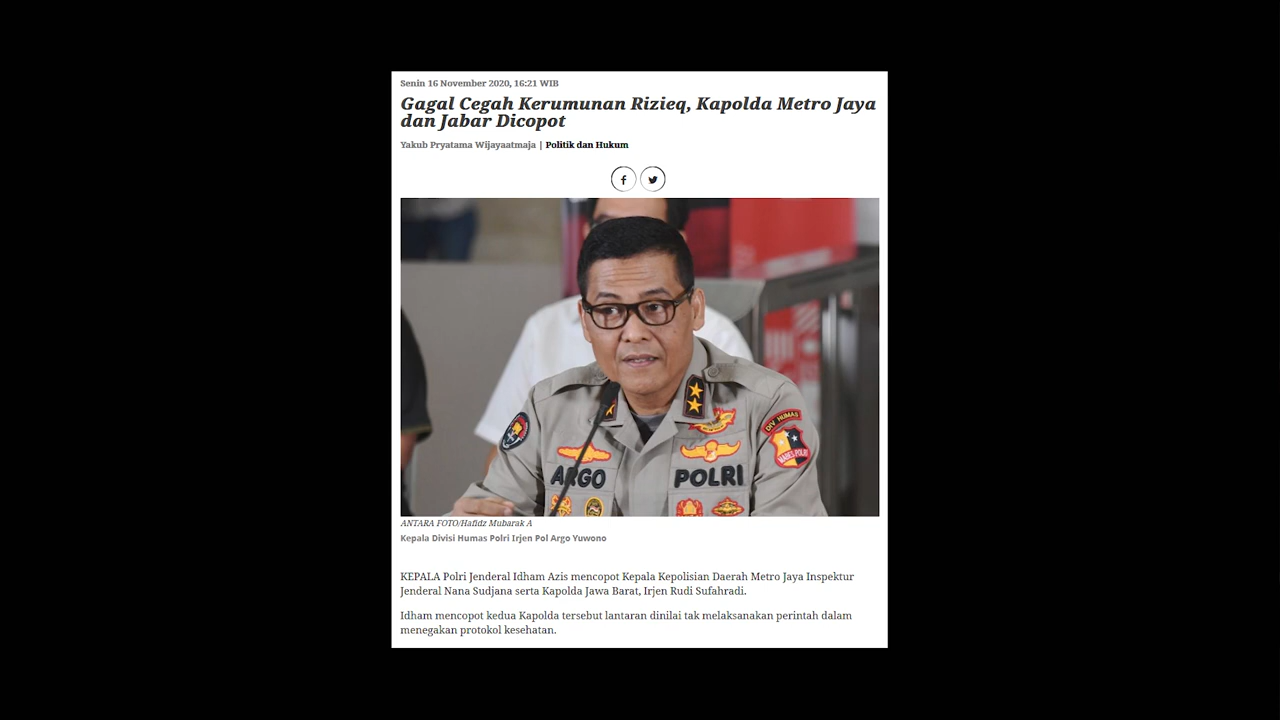 Senin 16 November 2020, 16:21 WIB
Gagal Cegah Kerumunan Rizieq, Kapolda Metro Jaya
dan Jabar Dicopot
Yakub Pryatama Wijayaatmaja | Politik dan Hukum
DIV HUMAS
MABES POLRI
ARGO
POLRI
ANTARA FOTO/Hafidz Mubarak A
Kepala Divisi Humas Polri Irjen Pol Argo Yuwono
KEPALA Polri Jenderal Idham Azis mencopot Kepala Kepolisian Daerah Metro Jaya Inspektur
Jenderal Nana Sudjana serta Kapolda Jawa Barat, Irjen Rudi Sufahradi.
Idham mencopot kedua Kapolda tersebut lantaran dinilai tak melaksanakan perintah dalam
menegakan protokol kesehatan.